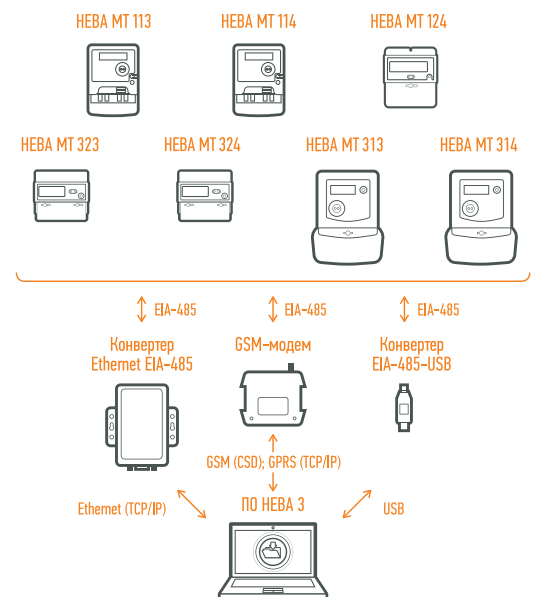 НЕВА МТ 113
НЕВА МТ 114
НЕВА МТ 124
НЕВА МТ 323
НЕВА МТ 324
НЕВА МТ 313
НЕВА МТ 314
EIA-485
EIA-485
EIA-485
Конвертер
Ethernet EIA-485
GSM-модем
Конвертер
EIA-485-USB
GSM (CSD); GPRS (TCP/IP)
Ethernet (TCP/IP)
ПО НЕВА 3
USB